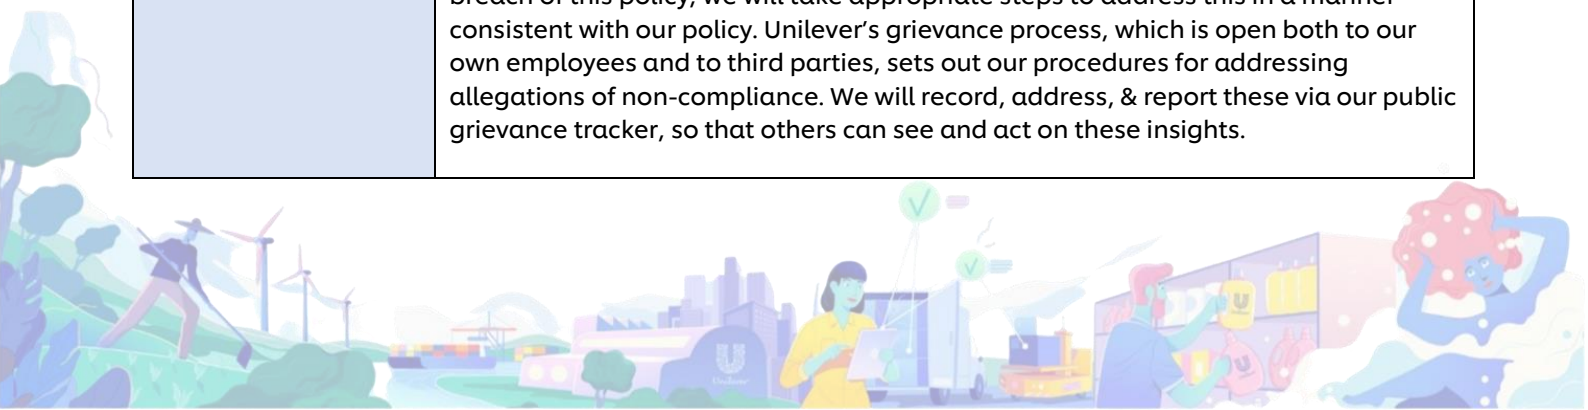 breach of this policy, we will take appropriate steps to address this in a manner
consistent with our policy. Unilever’s grievance process, which is open both to our
own employees and to third parties, sets out our procedures for addressing
allegations of non-compliance. We will record, address, & report these via our public
grievance tracker, so that others can see and act on these insights.
Unilever